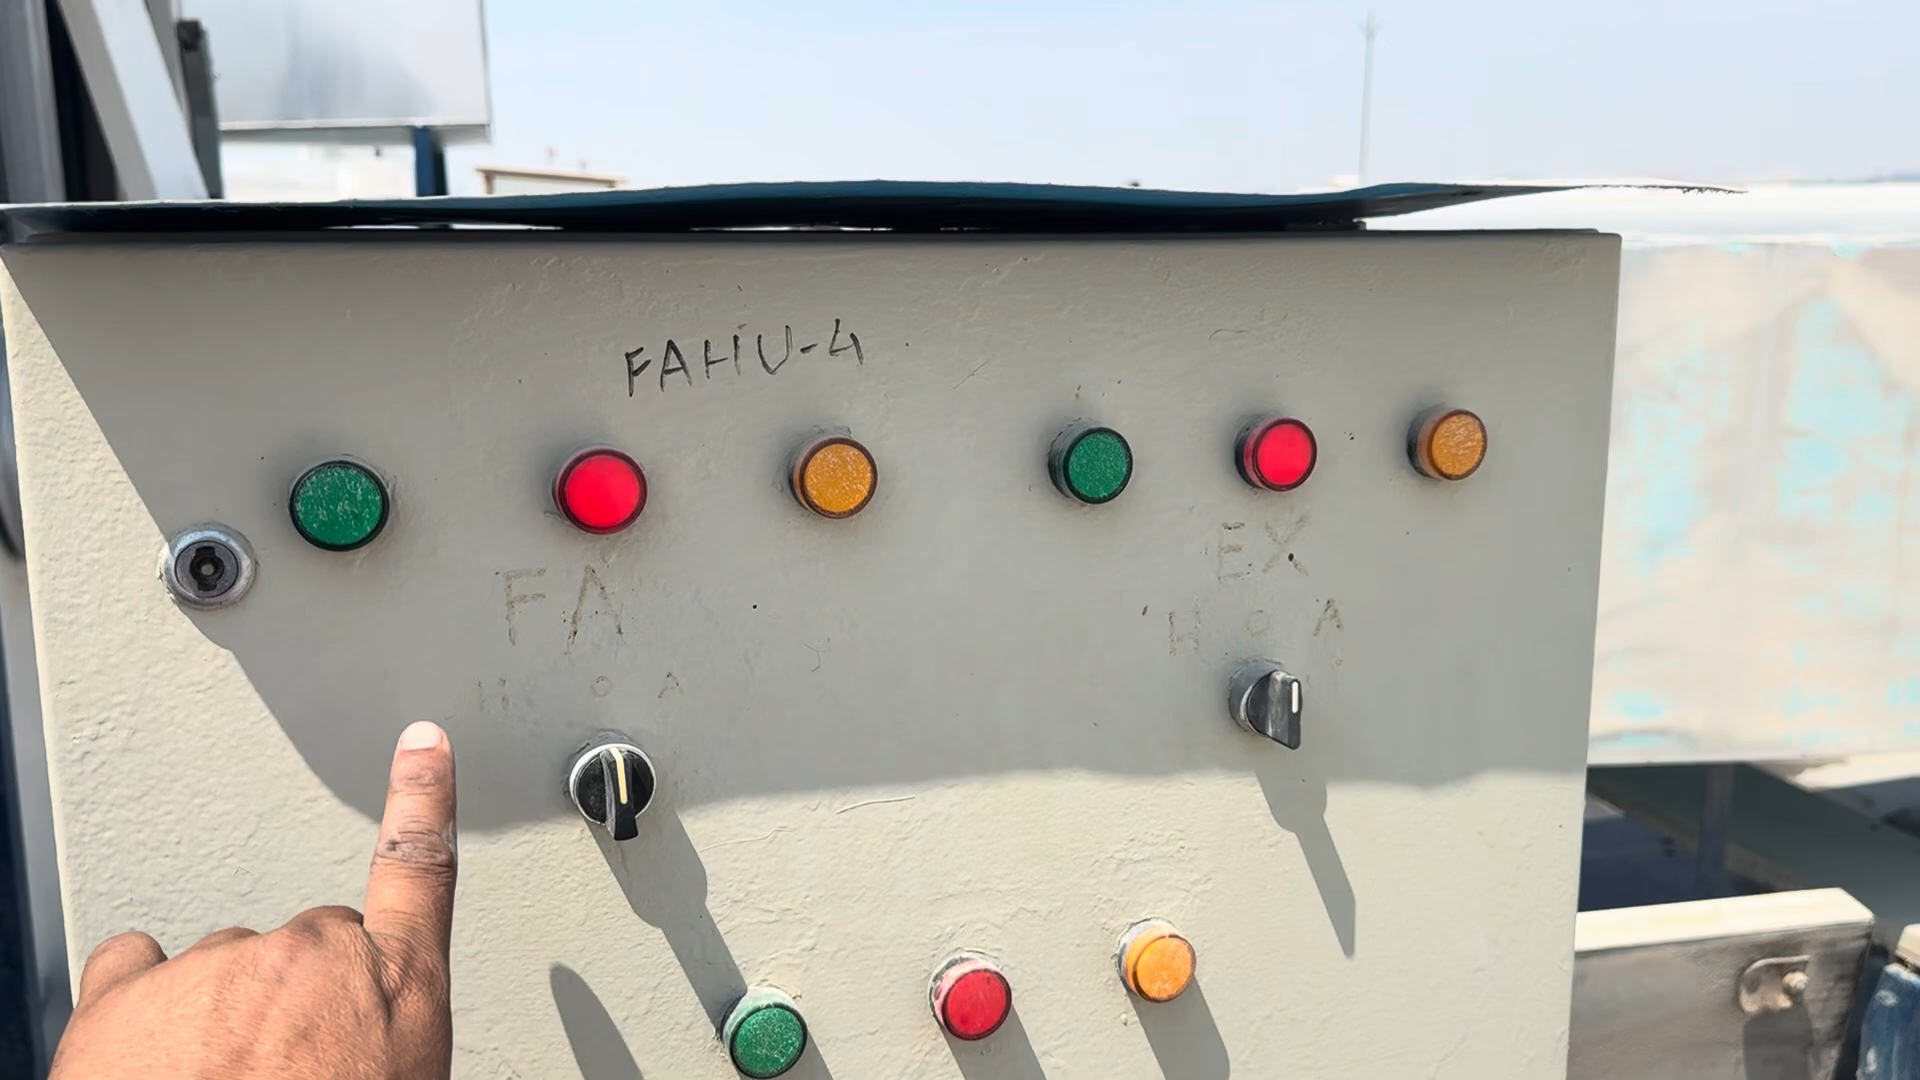 FAHU-4
FA
H O A
EX
H O A